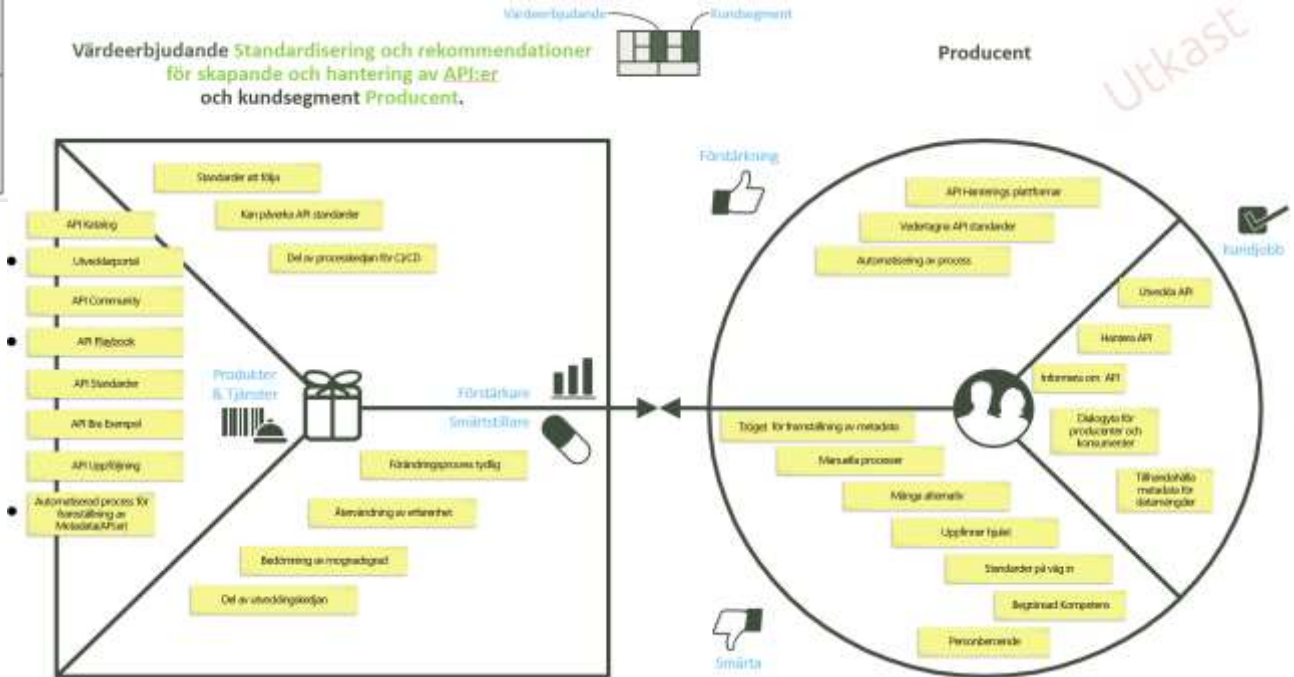 Värdeerbjudande
Kundsegment
Värdeerbjudande Standardisering och rekommendationer
för skapande och hantering av API:er
och kundsegment Producent.
Producent
Utkast
Standarder att följa
Kan påverka API standarder
Del av processkedjan för CI/CD
API Katalog
Utvecklarportal
API Community
API Playbook
API Standarder
API Bra Exempel
API Uppföljning
Automatiserad process för
framställning av
Metadata(API:er)
Produkter
& Tjänster
Förstärkare
Smärtstillare
Förändringsprocess tydlig
Återvändning av erfarenhet
Bedömning av mognadsgrad
Del av utvecklingskedjan
Förstärkning
API Hanterings plattformar
Vedertagna API standarder
Automatisering av process
Kundjobb
Utveckla API
Hantera API
Informera om API
Dialogyta för
producenter och
konsumenter
Tillhandahålla
metadata för
datamängder
Trögt för framställning av metadata
Manuella processer
Många alternativ
Uppfinner hjulet
Standarder på väg in
Begränsad Kompetens
Personberoende
Smärta